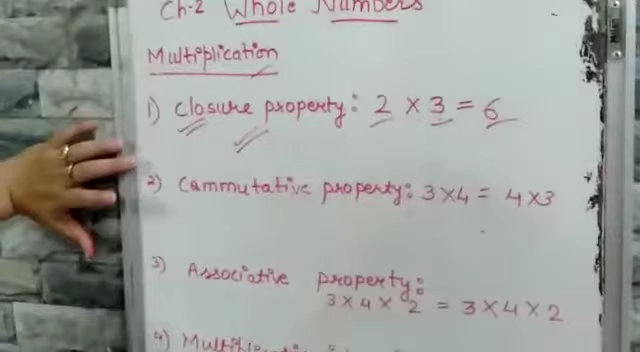 Ch-2 Whole Numbers
Multiplication
1) Closure property: 2 × 3 = 6
2) Cammutative property: 3×4 = 4×3
3) Associative property:
3×4× 2 = 3×4×2
4)